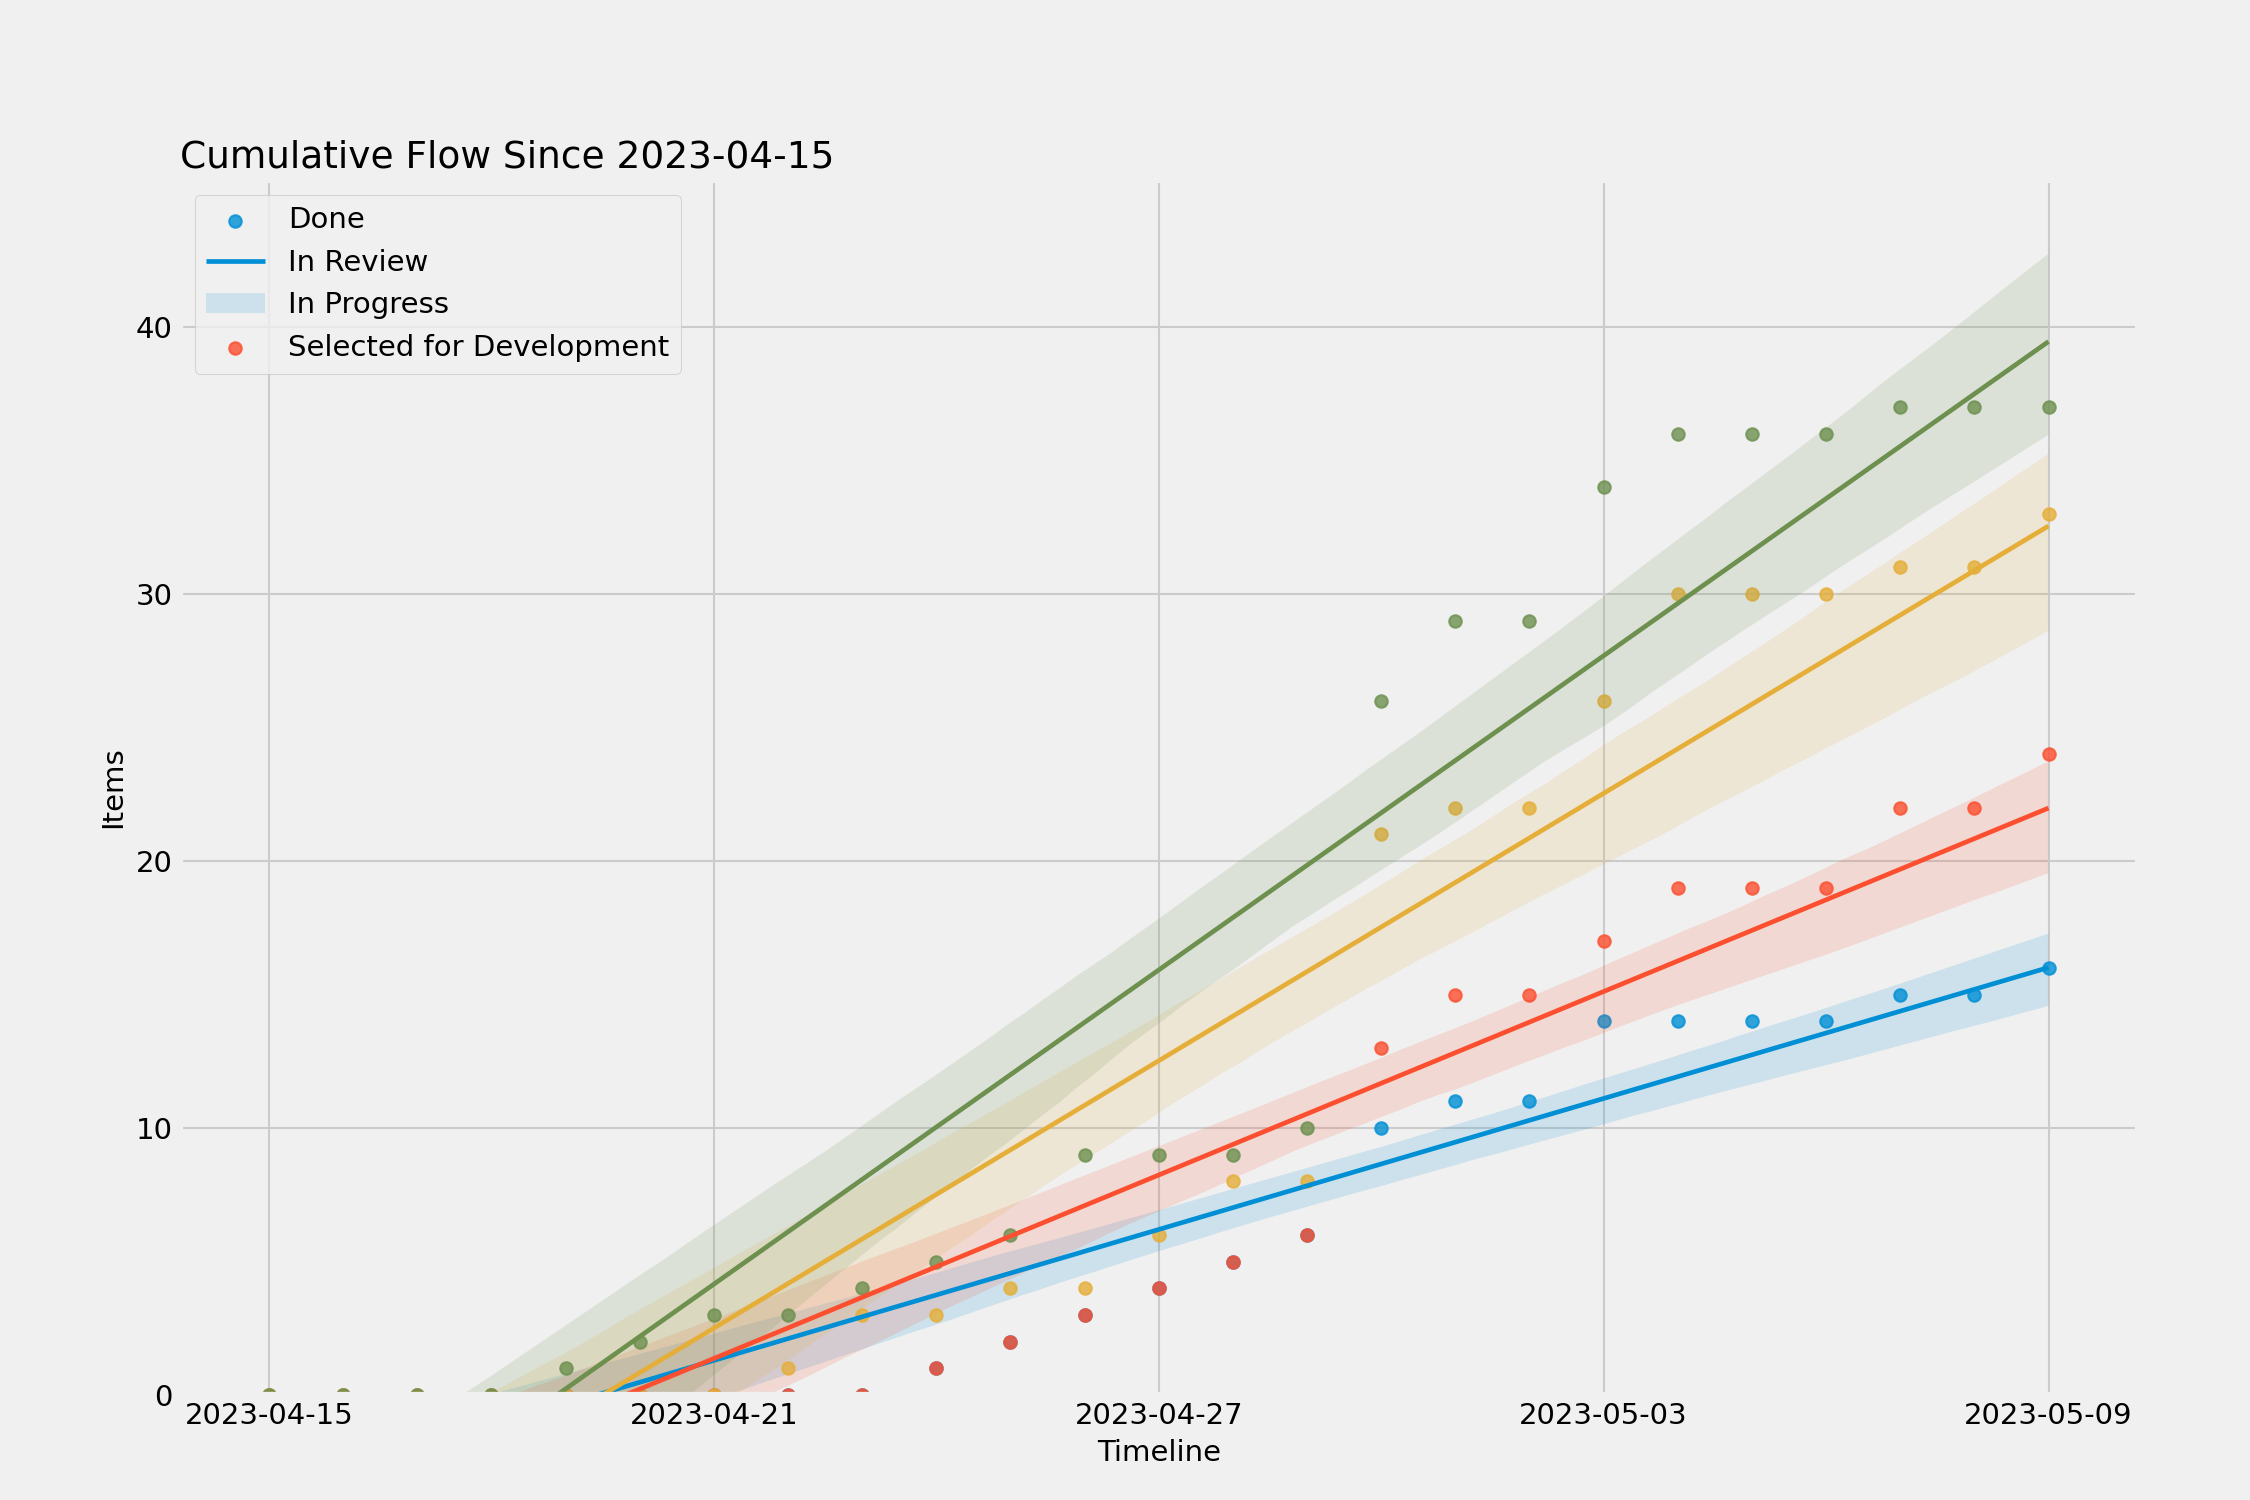 Cumulative Flow Since 2023-04-15
Done
In Review
In Progress
Selected for Development
40
30
20
10
0
Items
2023-04-15
2023-04-21
2023-04-27
2023-05-03
2023-05-09
Timeline